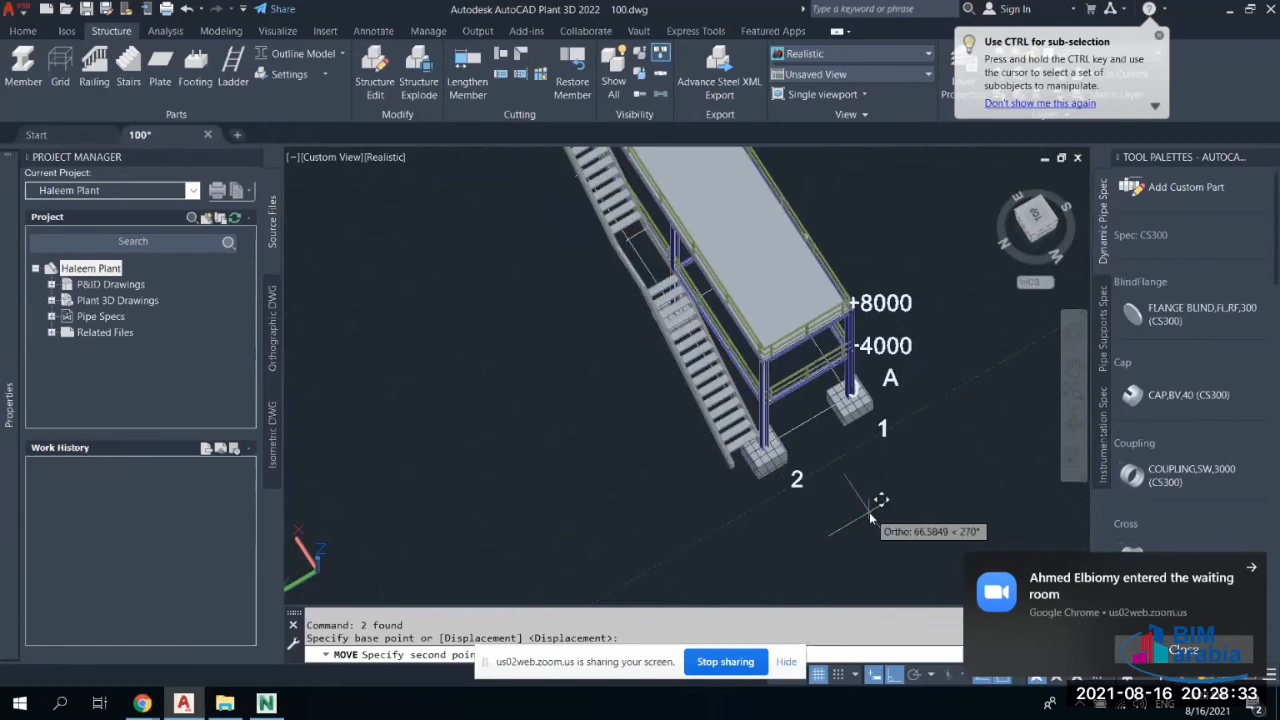 Share
Autodesk AutoCAD Plant 3D 2022 100.dwg
Type a keyword or phrase
Sign In
Home
Isos
Structure
Analysis
Modeling
Visualize
Insert
Annotate
Manage
Output
Add-ins
Collaborate
Vault
Express Tools
Featured Apps
Use CTRL for sub-selection
Press and hold the CTRL key and use
the cursor to select a set of
subobjects to manipulate.
Don't show me this again
Member
Grid
Railing
Stairs
Plate
Footing
Ladder
Outline Model
Settings
Structure
Edit
Structure
Explode
Lengthen
Member
Restore
Member
Show
All
Advance Steel XML
Export
Realistic
Unsaved View
Single viewport
Parts
Modify
Cutting
Visibility
Export
View
Start
100*
PROJECT MANAGER
Current Project:
Haleem Plant
Project
Search
Haleem Plant
P&ID Drawings
Plant 3D Drawings
Pipe Specs
Related Files
Work History
Properties
Source Files
Orthographic DWG
Isometric DWG
[−][Custom View][Realistic]
+8000
4000
A
1
2
Ortho: 66.5849 < 270°
TOP
E
S
N
W
WCS
TOOL PALETTES - AUTOCA...
Dynamic Pipe Spec
Pipe Supports Spec
Instrumentation Spec
Add Custom Part
Spec: CS300
BlindFlange
FLANGE BLIND,FL,RF,300
(CS300)
Cap
CAP,BV,40 (CS300)
Coupling
COUPLING,SW,3000
(CS300)
Cross
X
Z
Command: 2 found
Specify base point or [Displacement] <Displacement>:
MOVE Specify second poin
us02web.zoom.us is sharing your screen.
Stop sharing
Hide
Ahmed Elbiomy entered the waiting
room
Google Chrome • us02web.zoom.us
Close
BIM
arabia
2021-08-16 20:28:33
ENG
8/16/2021
2